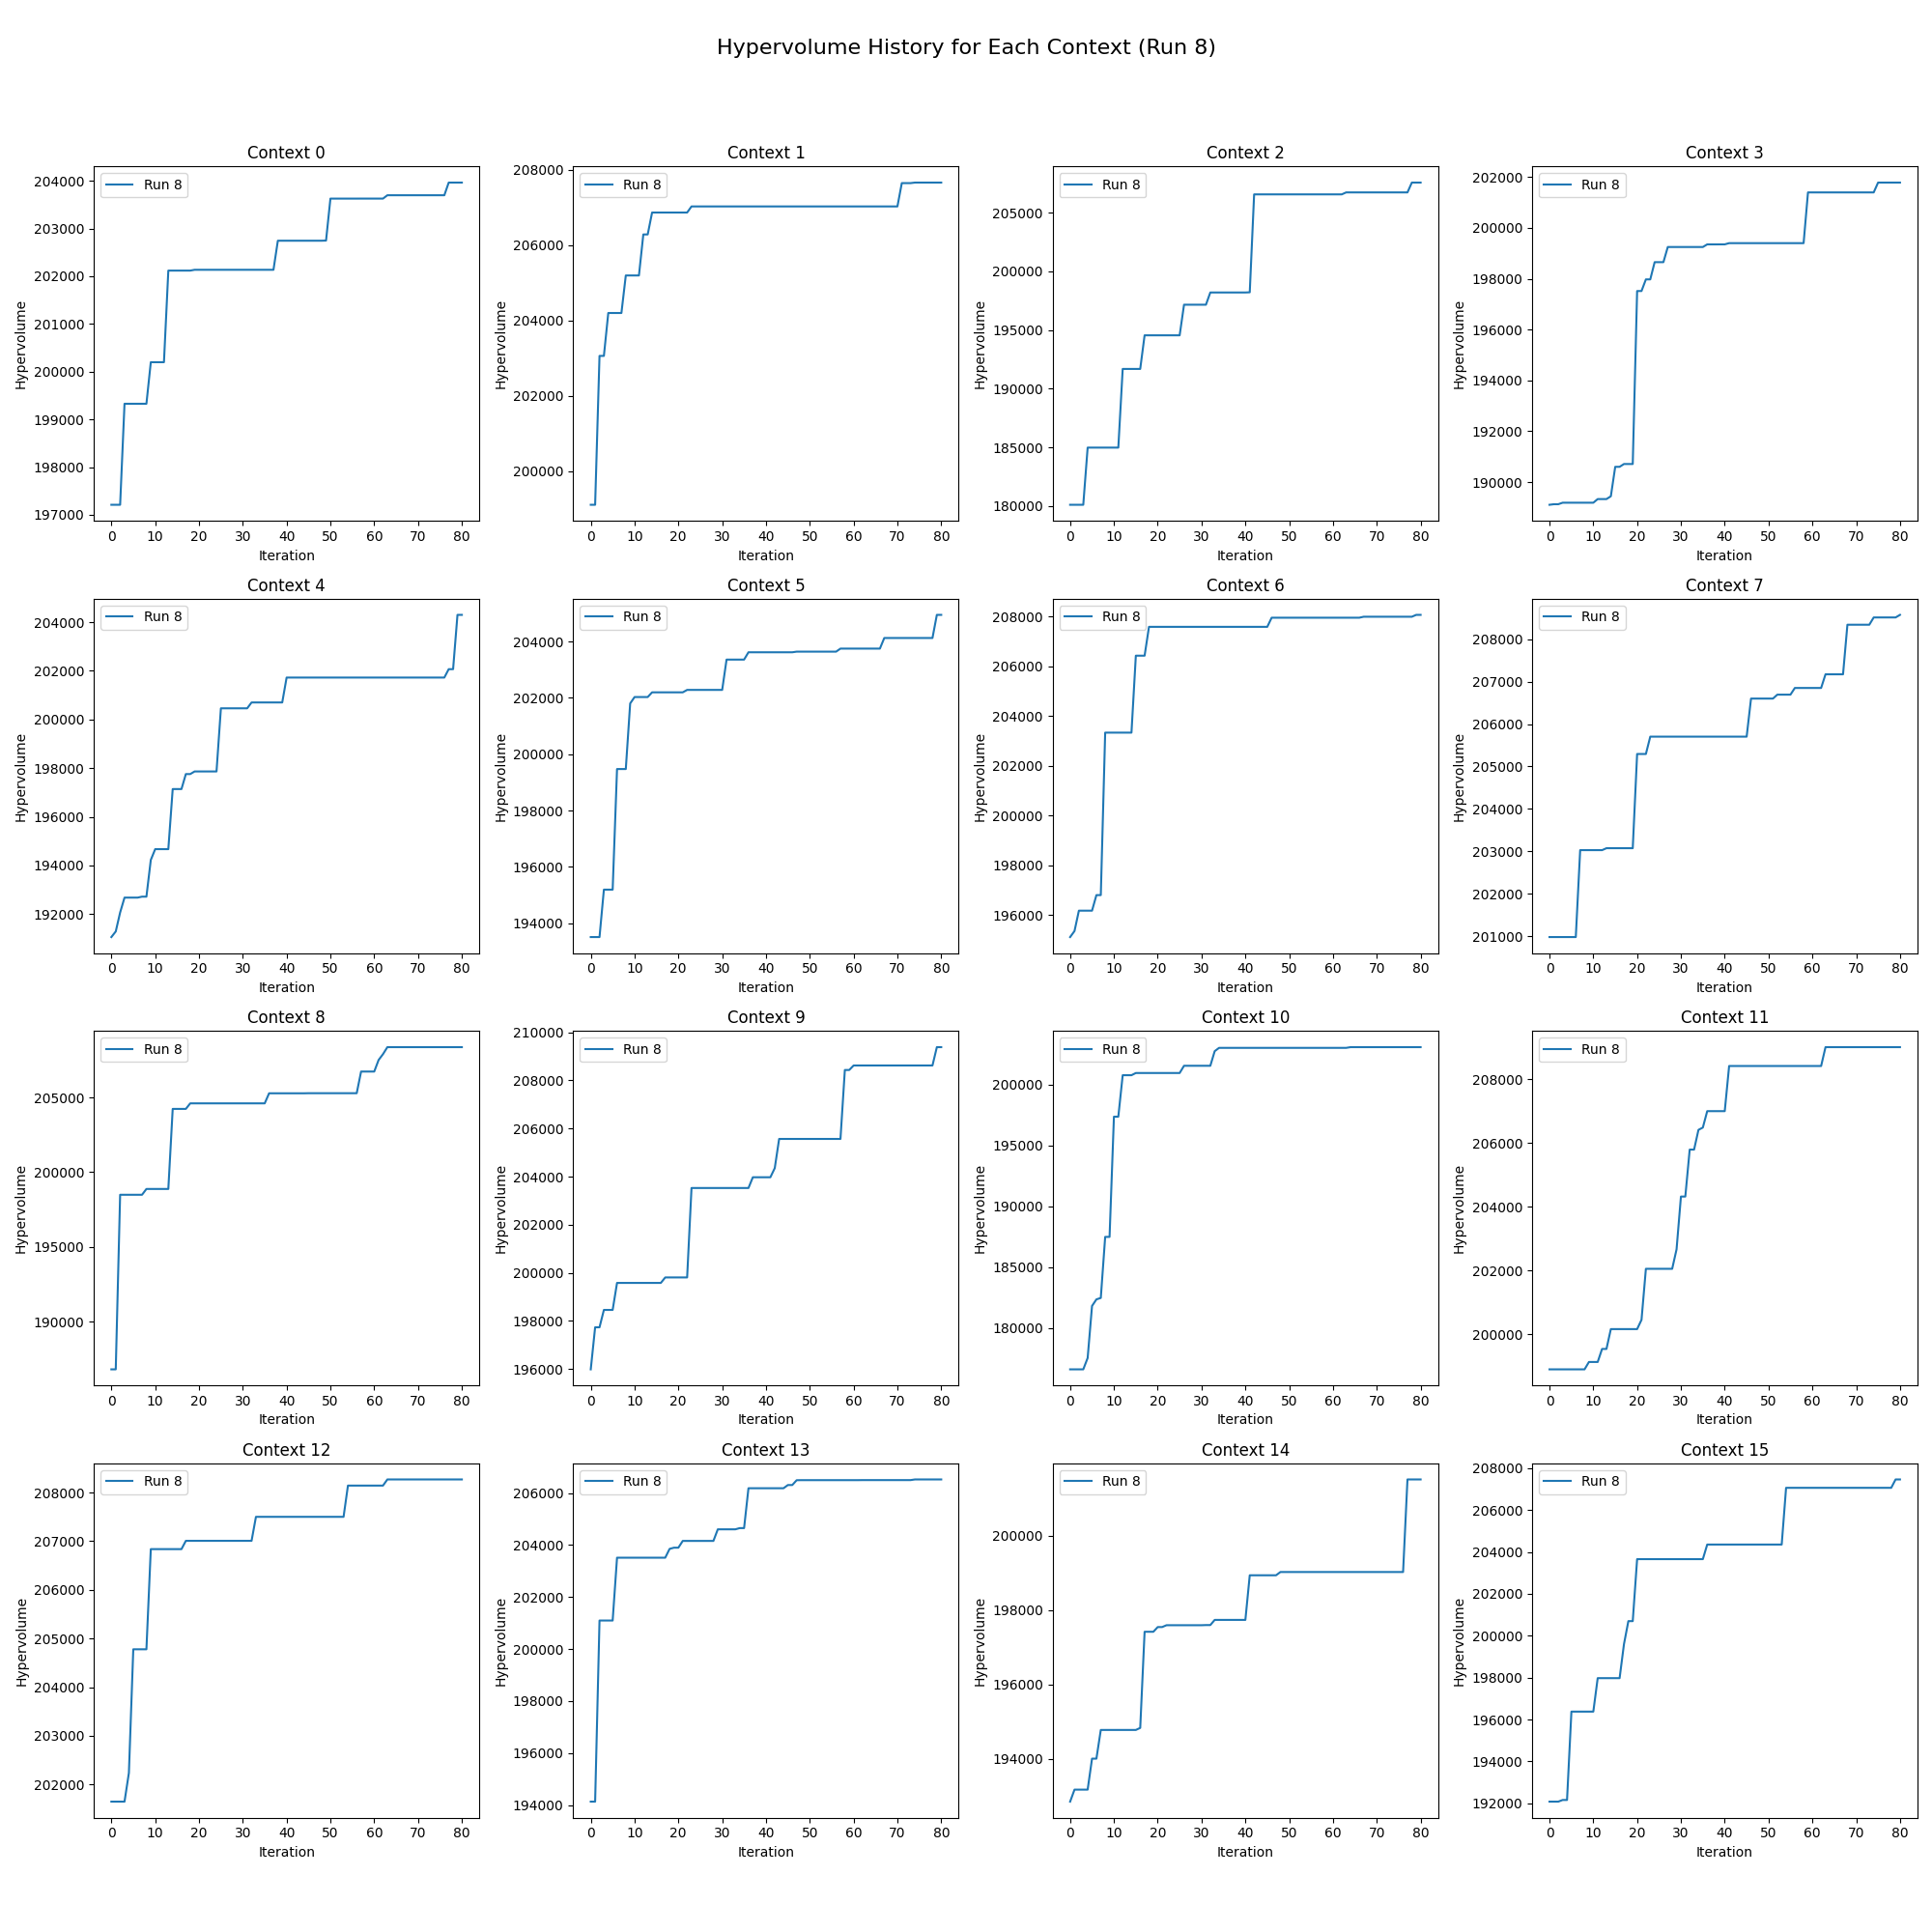 Hypervolume History for Each Context (Run 8)
Context 0
Run 8
Hypervolume
204000
203000
202000
201000
200000
199000
198000
197000
0 10 20 30 40 50 60 70 80
Iteration
Context 1
Run 8
Hypervolume
208000
206000
204000
202000
200000
0 10 20 30 40 50 60 70 80
Iteration
Context 2
Run 8
Hypervolume
205000
200000
195000
190000
185000
180000
0 10 20 30 40 50 60 70 80
Iteration
Context 3
Run 8
Hypervolume
202000
200000
198000
196000
194000
192000
190000
0 10 20 30 40 50 60 70 80
Iteration
Context 4
Run 8
Hypervolume
204000
202000
200000
198000
196000
194000
192000
0 10 20 30 40 50 60 70 80
Iteration
Context 5
Run 8
Hypervolume
204000
202000
200000
198000
196000
194000
0 10 20 30 40 50 60 70 80
Iteration
Context 6
Run 8
Hypervolume
208000
206000
204000
202000
200000
198000
196000
0 10 20 30 40 50 60 70 80
Iteration
Context 7
Run 8
Hypervolume
208000
207000
206000
205000
204000
203000
202000
201000
0 10 20 30 40 50 60 70 80
Iteration
Context 8
Run 8
Hypervolume
205000
200000
195000
190000
0 10 20 30 40 50 60 70 80
Iteration
Context 9
Run 8
Hypervolume
210000
208000
206000
204000
202000
200000
198000
196000
0 10 20 30 40 50 60 70 80
Iteration
Context 10
Run 8
Hypervolume
200000
195000
190000
185000
180000
0 10 20 30 40 50 60 70 80
Iteration
Context 11
Run 8
Hypervolume
208000
206000
204000
202000
200000
0 10 20 30 40 50 60 70 80
Iteration
Context 12
Run 8
Hypervolume
208000
207000
206000
205000
204000
203000
202000
0 10 20 30 40 50 60 70 80
Iteration
Context 13
Run 8
Hypervolume
206000
204000
202000
200000
198000
196000
194000
0 10 20 30 40 50 60 70 80
Iteration
Context 14
Run 8
Hypervolume
200000
198000
196000
194000
0 10 20 30 40 50 60 70 80
Iteration
Context 15
Run 8
Hypervolume
208000
206000
204000
202000
200000
198000
196000
194000
192000
0 10 20 30 40 50 60 70 80
Iteration